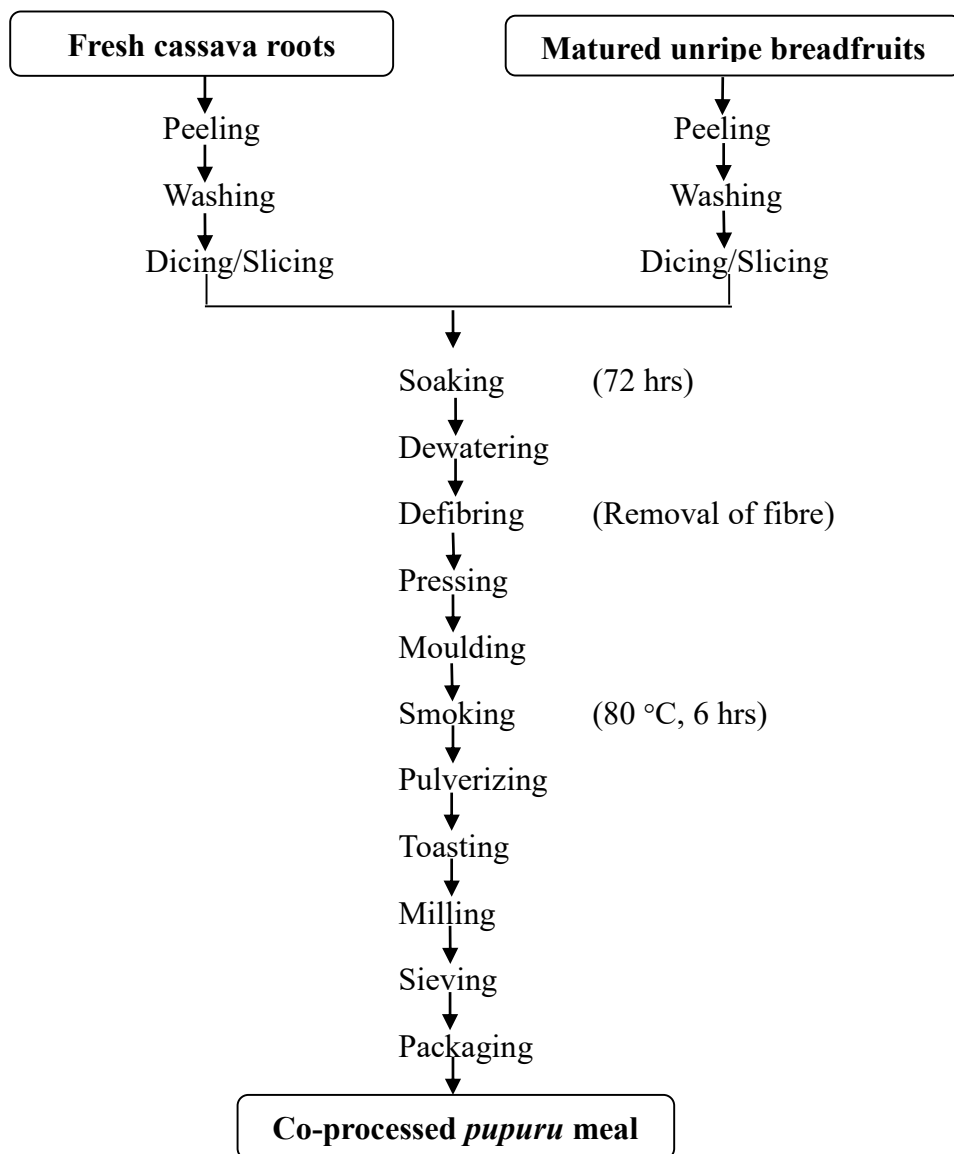 Fresh cassava roots
Matured unripe breadfruits
Peeling
Peeling
Washing
Washing
Dicing/Slicing
Dicing/Slicing
Soaking (72 hrs)
Dewatering
Defibring (Removal of fibre)
Pressing
Moulding
Smoking (80 °C, 6 hrs)
Pulverizing
Toasting
Milling
Sieving
Packaging
Co-processed pupuru meal